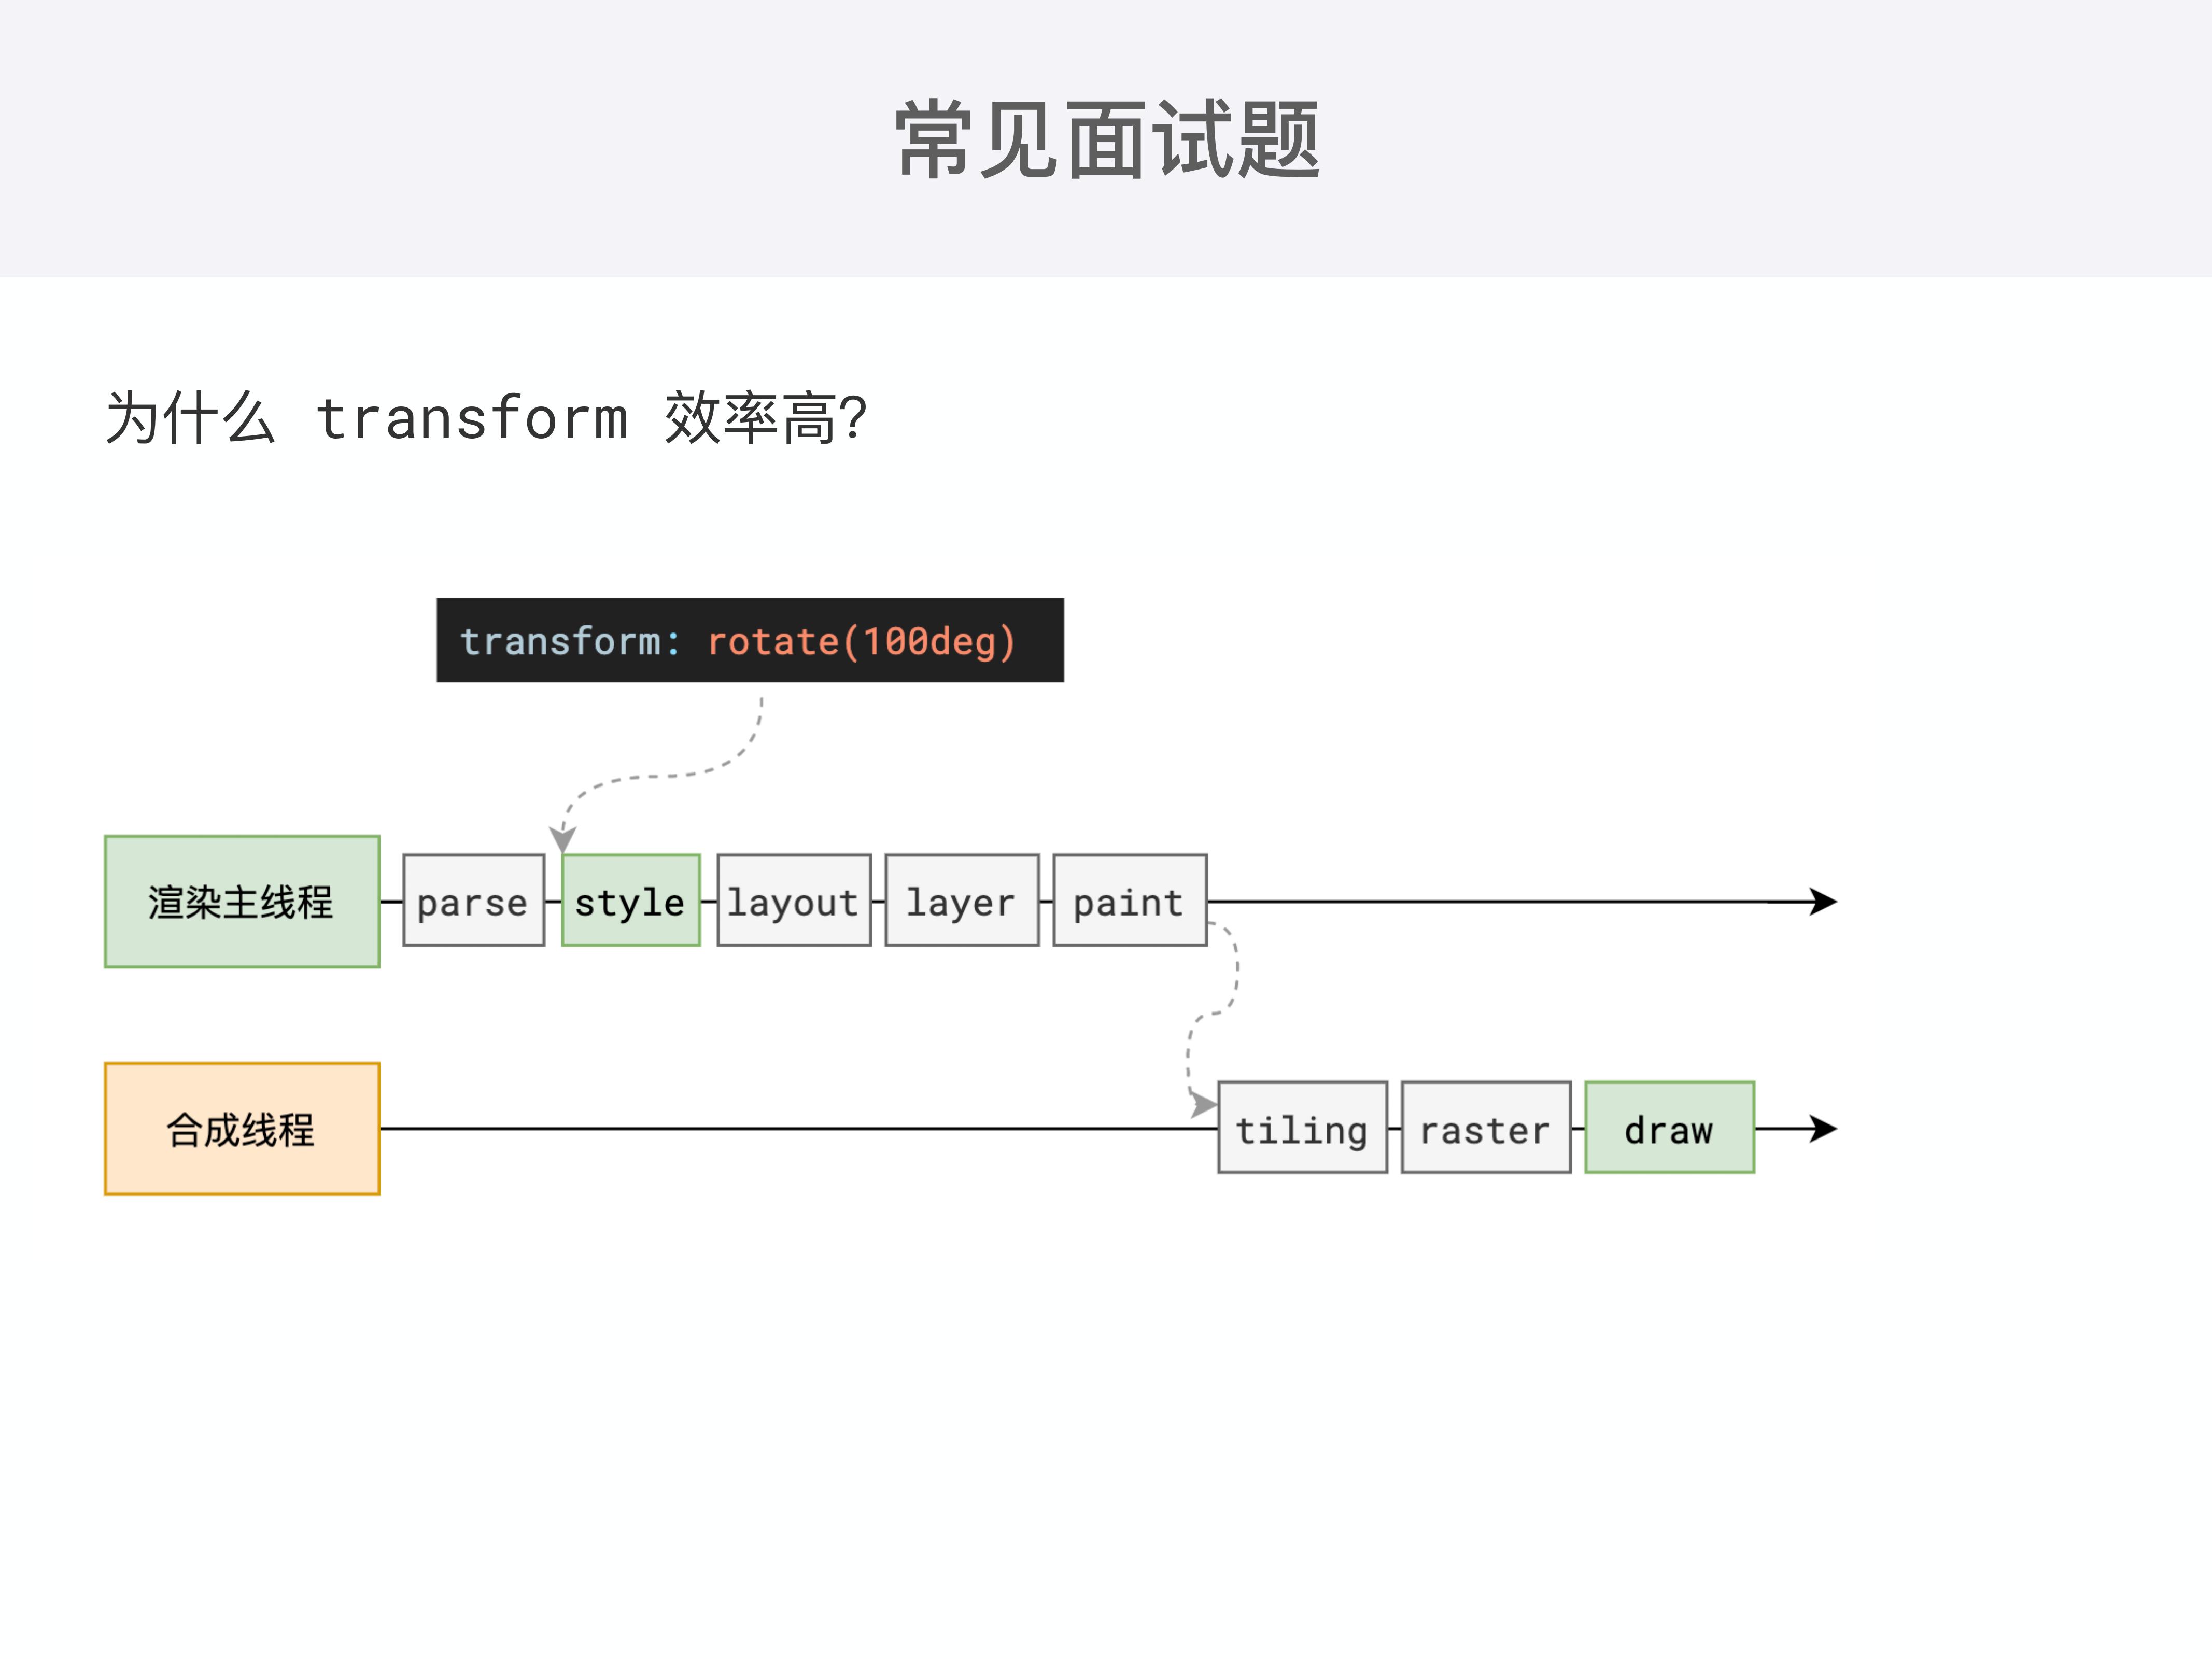 常见面试题
为什么 transform 效率高？
transform: rotate(100deg)
渲染主线程
parse
style
layout
layer
paint
合成线程
tiling
raster
draw